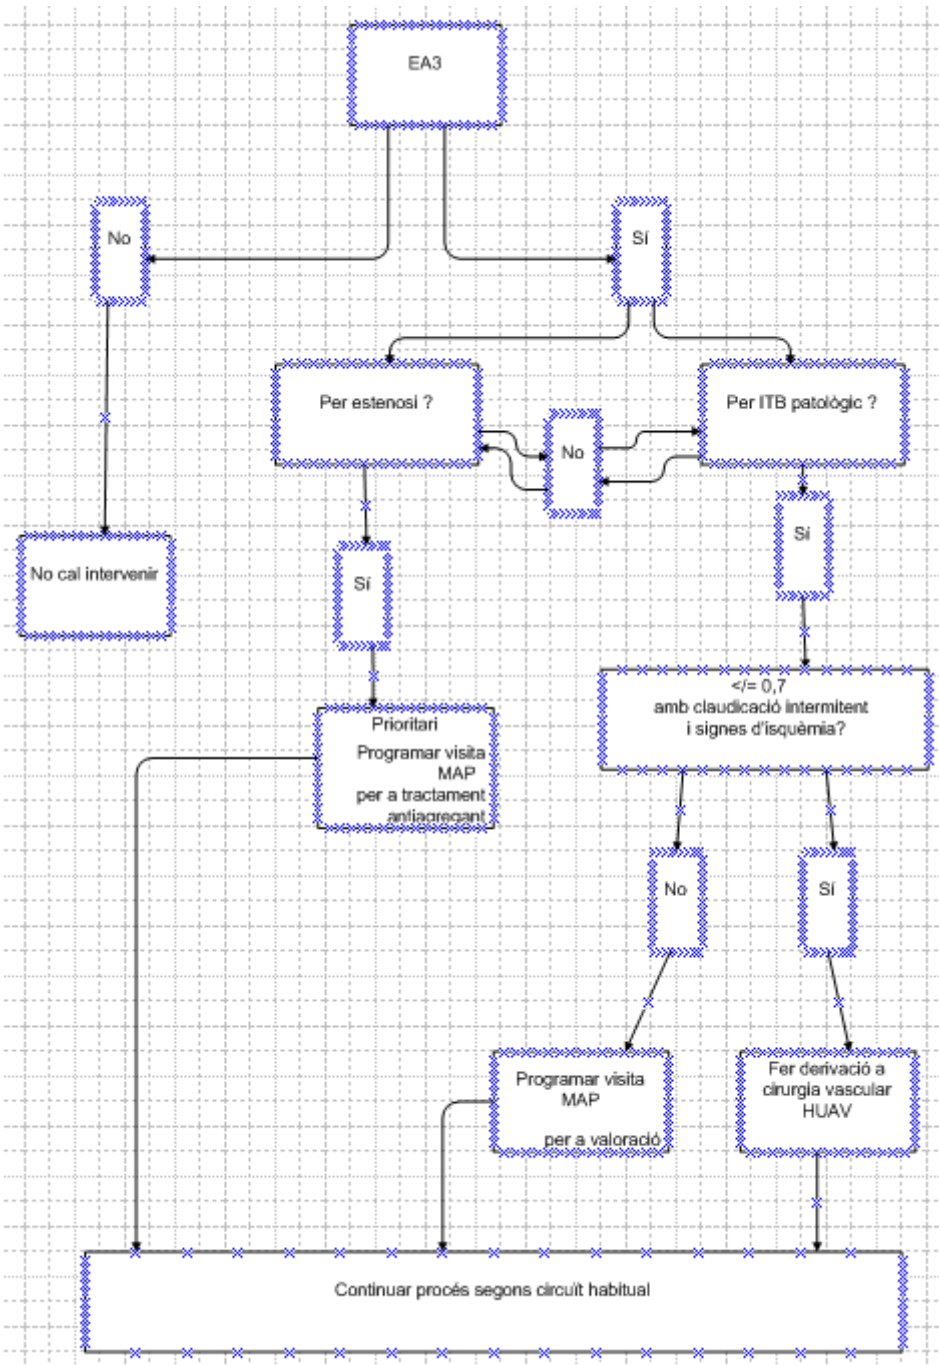 EA3
No
Sí
Per estenosi ?
Per ITB patològic ?
No
Sí
No cal intervenir
Sí
</= 0,7
amb claudicació intermitent
i signes d'isquèmia?
Prioritari
Programar visita
MAP
per a tractament
antiagregant
No
Sí
Programar visita
MAP
per a valoració
Fer derivació a
cirurgia vascular
HUAV
Continuar procés segons circuït habitual